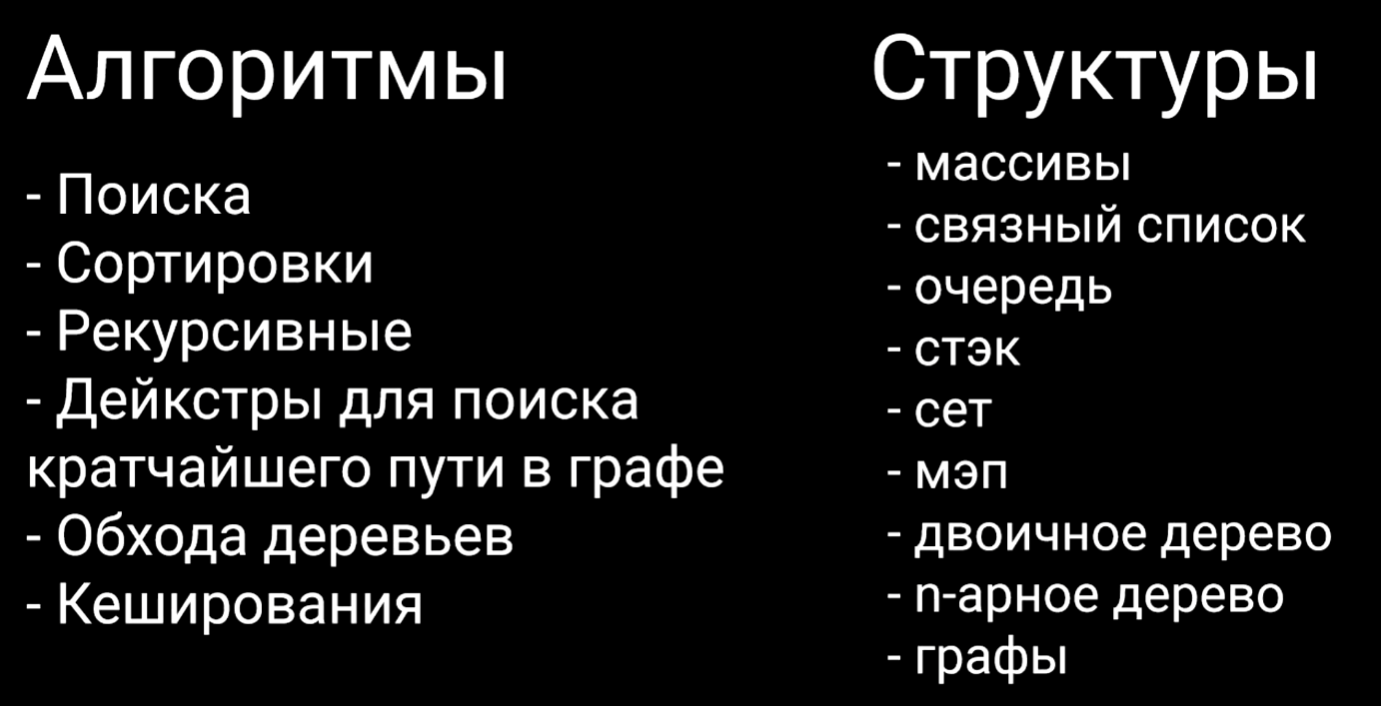 Алгоритмы
- Поиска
- Сортировки
- Рекурсивные
- Дейкстры для поиска
кратчайшего пути в графе
- Обхода деревьев
- Кеширования
Структуры
- массивы
- связный список
- очередь
- стэк
- сет
- мэп
- двоичное дерево
- n-арное дерево
- графы